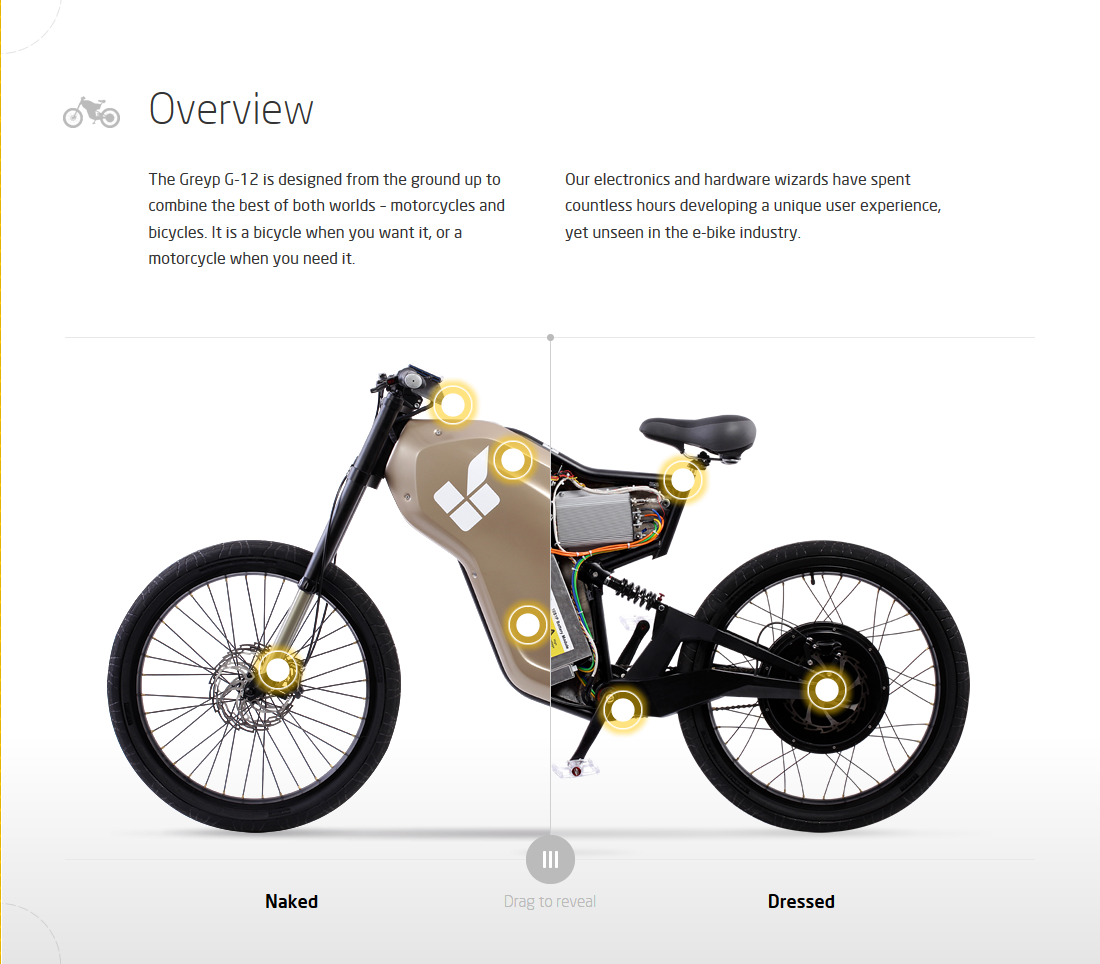 Overview
The Greyp G-12 is designed from the ground up to
combine the best of both worlds – motorcycles and
bicycles. It is a bicycle when you want it, or a
motorcycle when you need it.
Our electronics and hardware wizards have spent
countless hours developing a unique user experience,
yet unseen in the e-bike industry.
Naked
Drag to reveal
Dressed